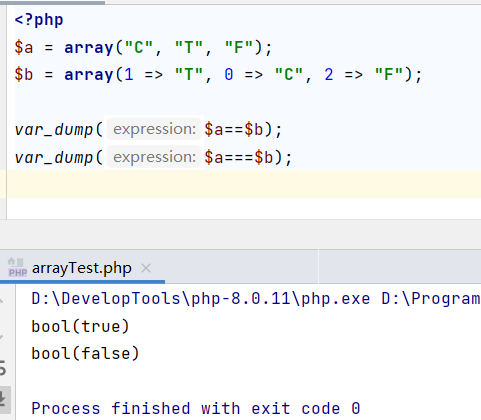 <?php
$a = array("C", "T", "F");
$b = array(1 => "T", 0 => "C", 2 => "F");
var_dump( expression: $a==$b);
var_dump( expression: $a===$b);
arrayTest.php
D:\DevelopTools\php-8.0.11\php.exe D:\Program
bool(true)
bool(false)
Process finished with exit code 0